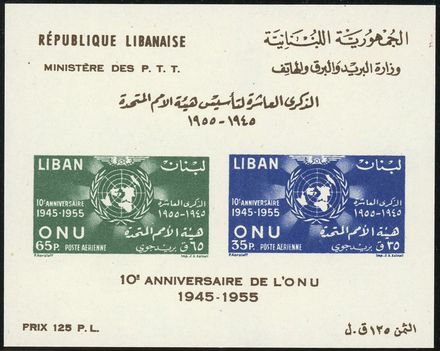 RÉPUBLIQUE LIBANAISE
الجمهورية اللبنانية
MINISTÈRE DES P. T. T.
وزارة البريد والبرق والهاتف
الذكرى العاشرة لتأسيس هيئة الأمم المتحدة
١٩٤٥-١٩٥٥
LIBAN لبنان
10e ANNIVERSAIRE الذكرى العاشرة
1945-1955 ١٩٤٥-١٩٥٥
ONU هيئة الأمم المتحدة
65P. POSTE AERIENNE بريد جوي ٦٥ ق
LIBAN لبنان
10e ANNIVERSAIRE الذكرى العاشرة
1945-1955 ١٩٤٥-١٩٥٥
ONU هيئة الأمم المتحدة
35P. POSTE AERIENNE بريد جوي ٣٥ ق
10e ANNIVERSAIRE DE L'ONU
1945-1955
PRIX 125 P.L.
الثمن ١٢٥ ق.ل